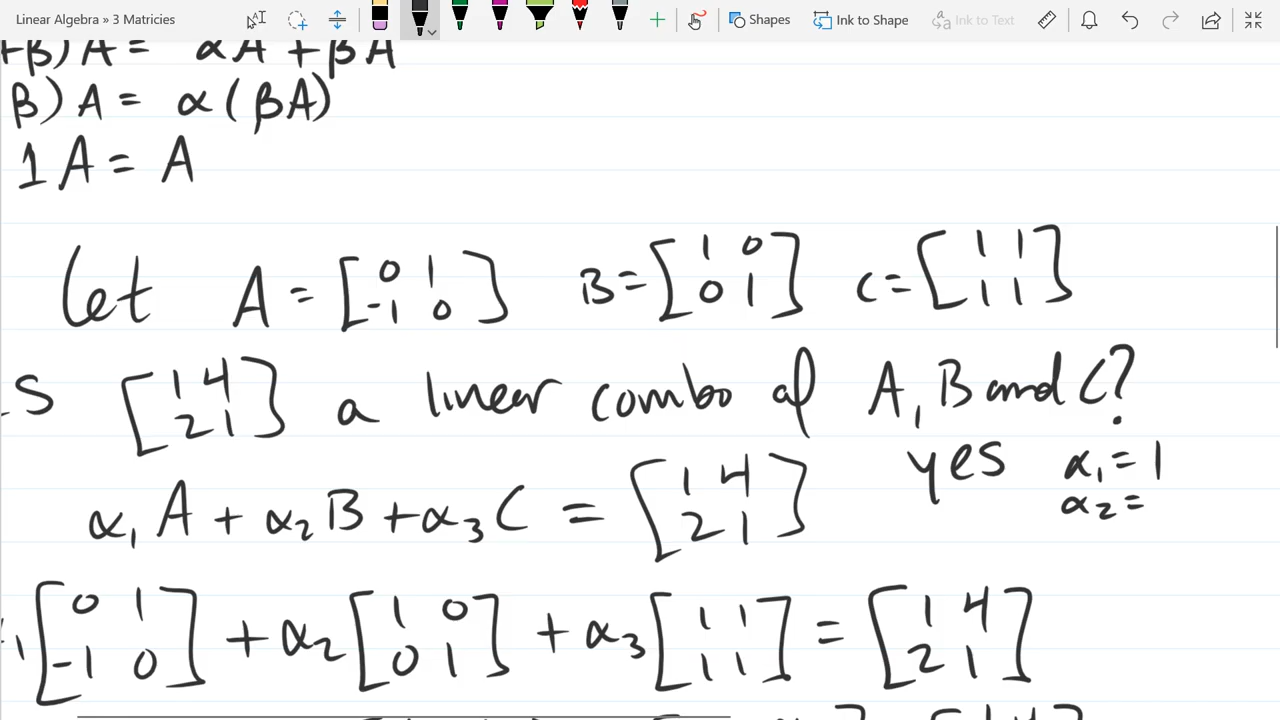 Linear Algebra » 3 Matricies
Shapes Ink to Shape Ink to Text
+β) A = αA + βA
β) A = α(βA)
1 A = A
Let A = [0 1; -1 0] B = [1 0; 0 1] C = [1 1; 1 1]
s [1 4; 2 1] a linear combo of A, B and C?
yes α₁ = 1
α₂ =
α₁A + α₂B + α₃C = [1 4; 2 1]
₁[0 1; -1 0] + α₂[1 0; 0 1] + α₃[1 1; 1 1] = [1 4; 2 1]